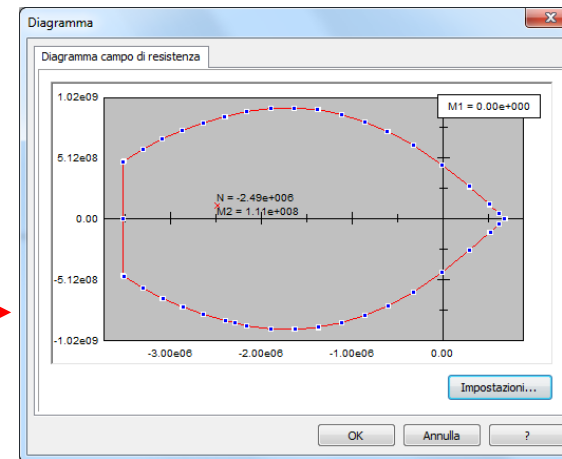 Diagramma
Diagramma campo di resistenza
1.02e09
M1 = 0.00e+000
5.12e08
N = -2.49e+006
M2 = 1.11e+008
0.00
-5.12e08
-1.02e09
-3.00e06 -2.00e06 -1.00e06 0.00
Impostazioni...
OK Annulla ?